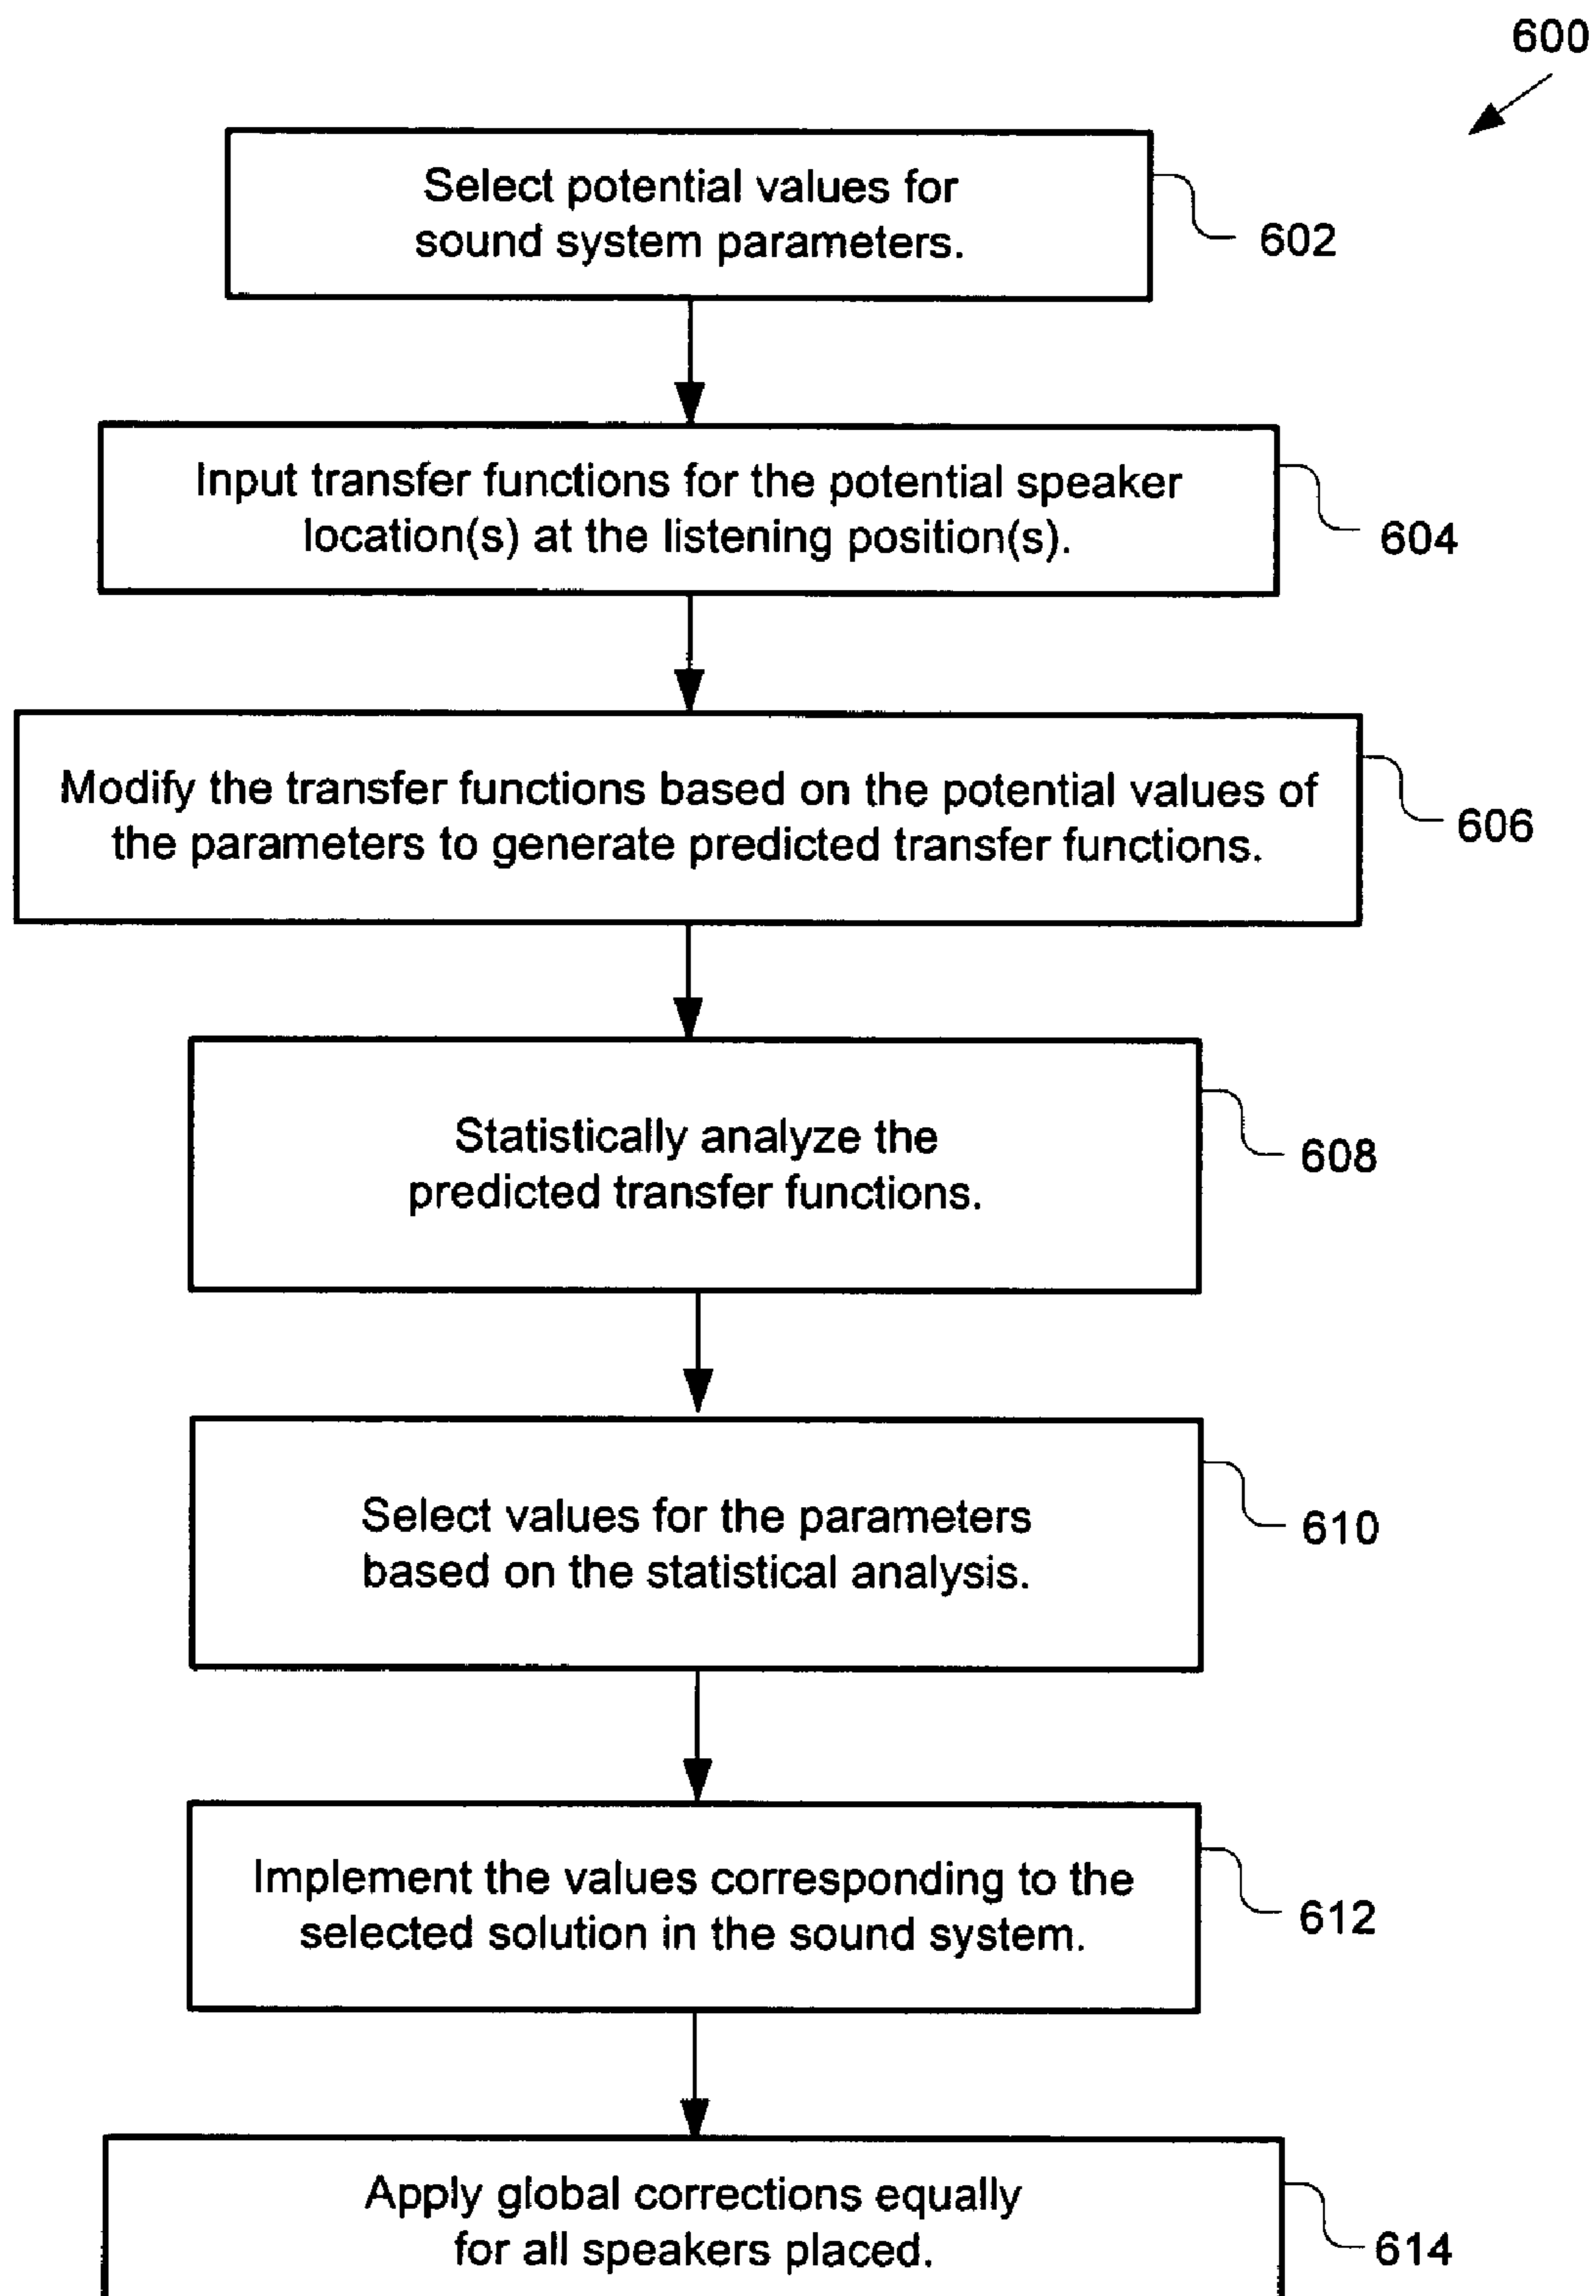 600
Select potential values for
sound system parameters.
602
Input transfer functions for the potential speaker
location(s) at the listening position(s).
604
Modify the transfer functions based on the potential values of
the parameters to generate predicted transfer functions.
606
Statistically analyze the
predicted transfer functions.
608
Select values for the parameters
based on the statistical analysis.
610
Implement the values corresponding to the
selected solution in the sound system.
612
Apply global corrections equally
for all speakers placed.
614